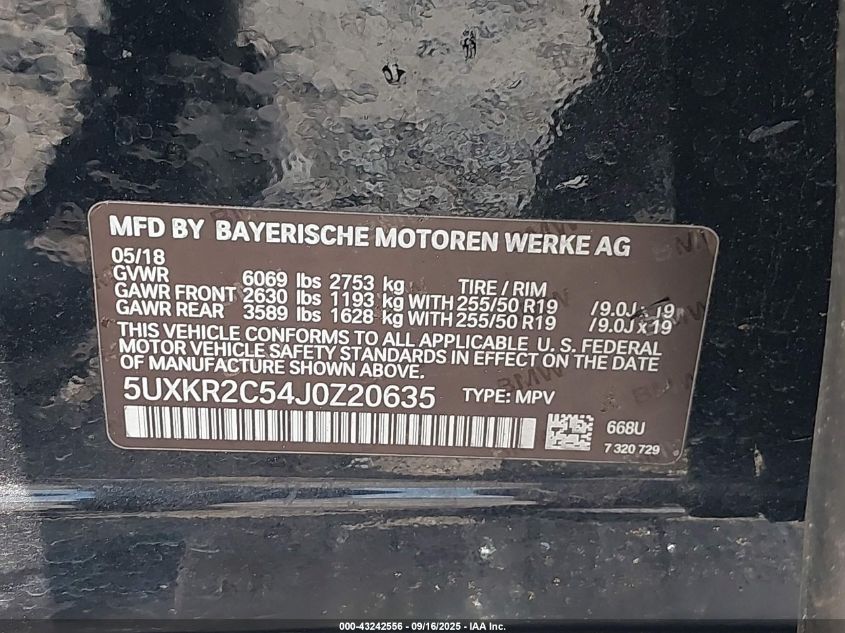 MFD BY BAYERISCHE MOTOREN WERKE AG
05/18
GVWR 6069 lbs 2753 kg TIRE / RIM
GAWR FRONT 2630 lbs 1193 kg WITH 255/50 R19 /9.0J x 19
GAWR REAR 3589 lbs 1628 kg WITH 255/50 R19 /9.0J x 19
THIS VEHICLE CONFORMS TO ALL APPLICABLE U. S. FEDERAL
MOTOR VEHICLE SAFETY STANDARDS IN EFFECT ON THE DATE
OF MANUFACTURE SHOWN ABOVE.
5UXKR2C54J0Z20635 TYPE: MPV
668U
7 320 729
000-43242556 - 09/16/2025 - IAA Inc.